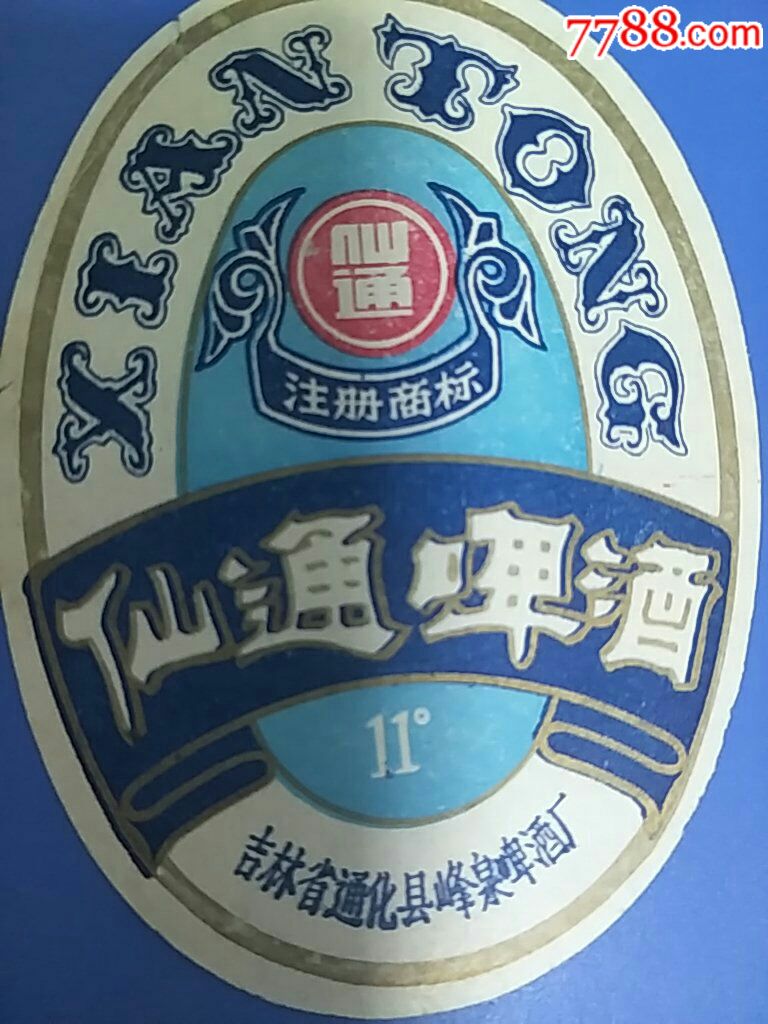 7788.com
XIAN TONG
仙通
注册商标
仙通啤酒
11°
吉林省通化县峰泉啤酒厂